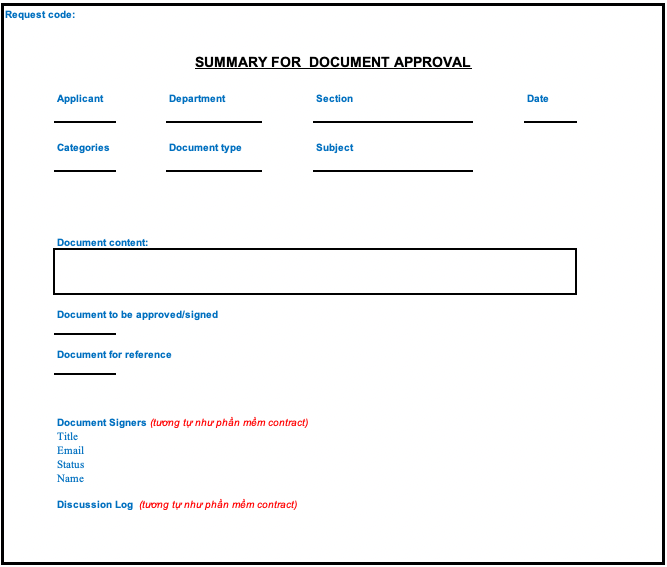 Request code:
SUMMARY FOR DOCUMENT APPROVAL
Applicant Department Section Date
Categories Document type Subject
Document content:
Document to be approved/signed
Document for reference
Document Signers (tương tự như phần mềm contract)
Title
Email
Status
Name
Discussion Log (tương tự như phần mềm contract)